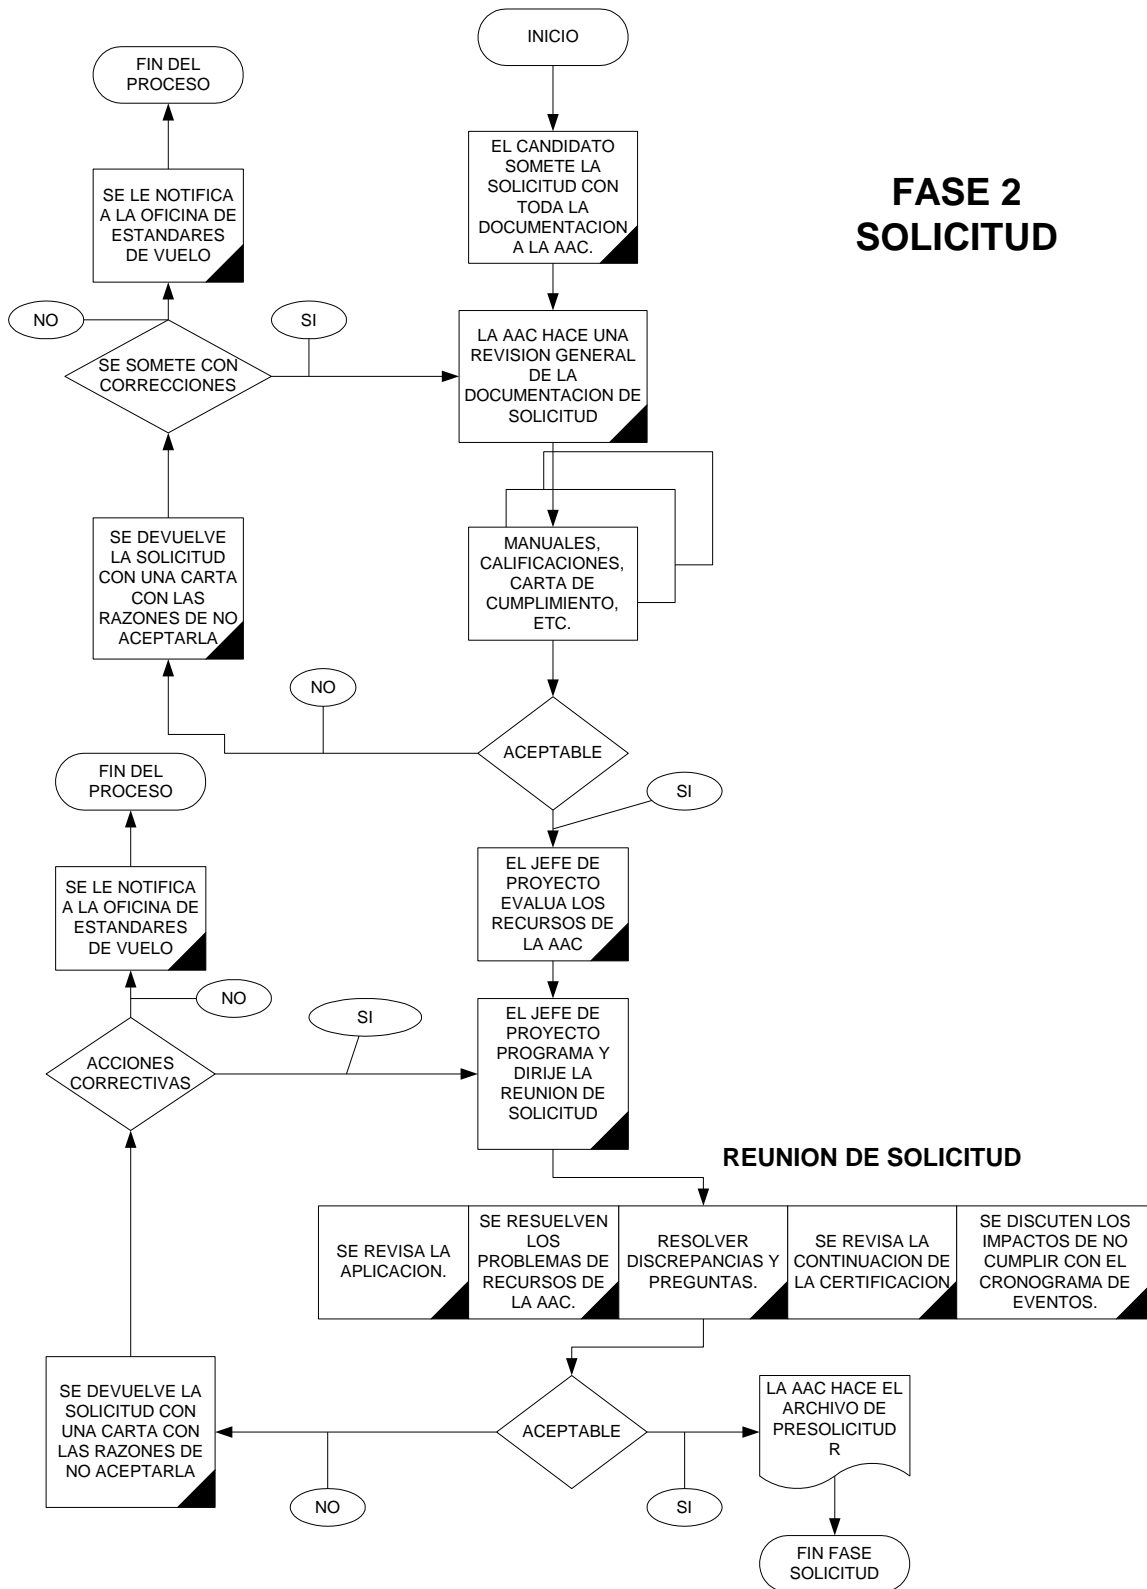 INICIO
FIN DEL
PROCESO
EL CANDIDATO
SOMETE LA
SOLICITUD CON
TODA LA
DOCUMENTACION
A LA AAC.
FASE 2
SOLICITUD
SE LE NOTIFICA
A LA OFICINA DE
ESTANDARES
DE VUELO
NO
SI
SE SOMETE CON
CORRECCIONES
LA AAC HACE UNA
REVISION GENERAL
DE LA
DOCUMENTACION DE
SOLICITUD
SE DEVUELVE
LA SOLICITUD
CON UNA CARTA
CON LAS
RAZONES DE NO
ACEPTARLA
MANUALES,
CALIFICACIONES,
CARTA DE
CUMPLIMIENTO,
ETC.
NO
ACEPTABLE
SI
FIN DEL
PROCESO
EL JEFE DE
PROYECTO
EVALUA LOS
RECURSOS DE
LA AAC
SE LE NOTIFICA
A LA OFICINA DE
ESTANDARES
DE VUELO
NO
SI
ACCIONES
CORRECTIVAS
EL JEFE DE
PROYECTO
PROGRAMA Y
DIRIJE LA
REUNION DE
SOLICITUD
REUNION DE SOLICITUD
SE REVISA LA
APLICACION.
SE RESUELVEN
LOS
PROBLEMAS DE
RECURSOS DE
LA AAC.
RESOLVER
DISCREPANCIAS Y
PREGUNTAS.
SE REVISA LA
CONTINUACION DE
LA CERTIFICACION
SE DISCUTEN LOS
IMPACTOS DE NO
CUMPLIR CON EL
CRONOGRAMA DE
EVENTOS.
SE DEVUELVE LA
SOLICITUD CON
UNA CARTA CON
LAS RAZONES DE
NO ACEPTARLA
ACEPTABLE
LA AAC HACE EL
ARCHIVO DE
PRESOLICITUD
R
NO
SI
FIN FASE
SOLICITUD